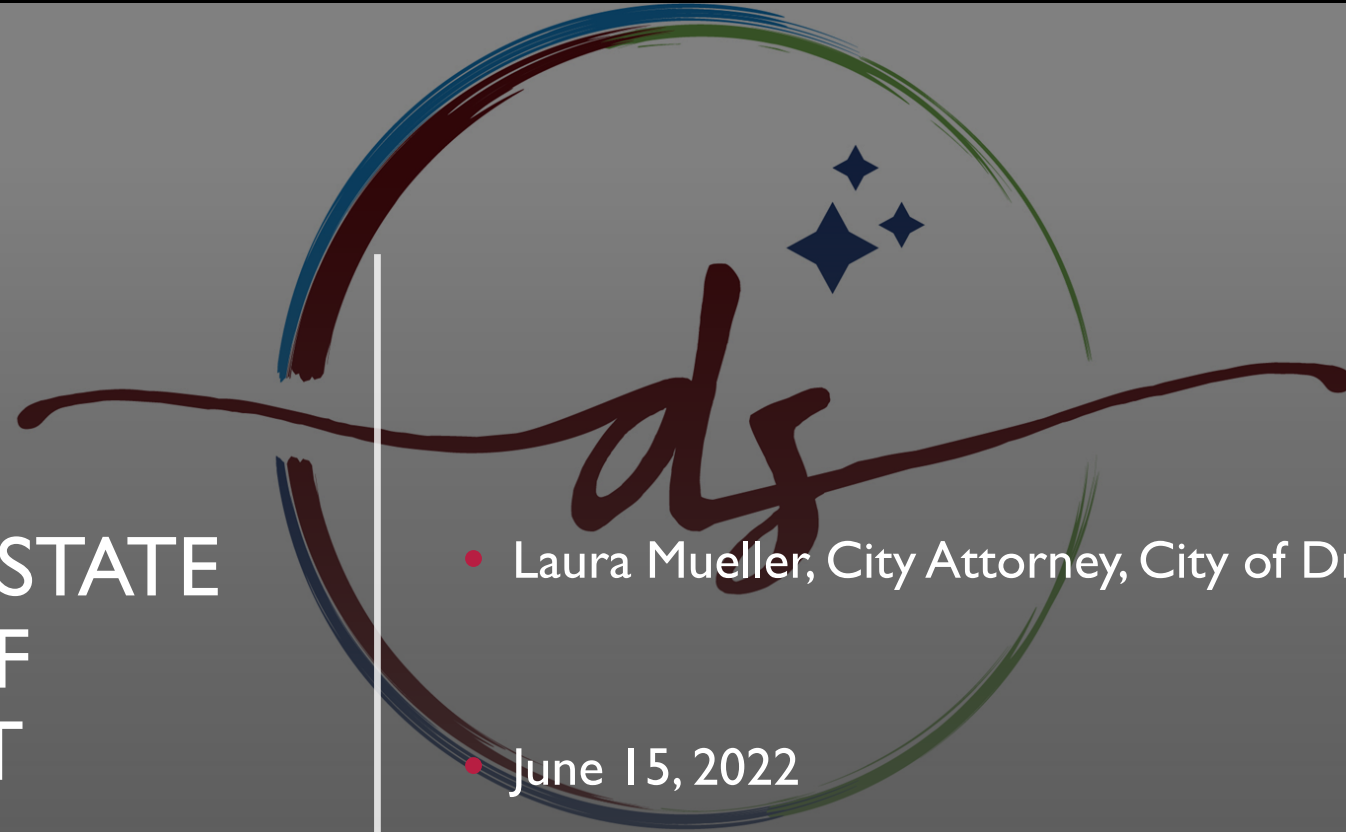 STATE
F
T
ds
• Laura Mueller, City Attorney, City of Dr
• June 15, 2022